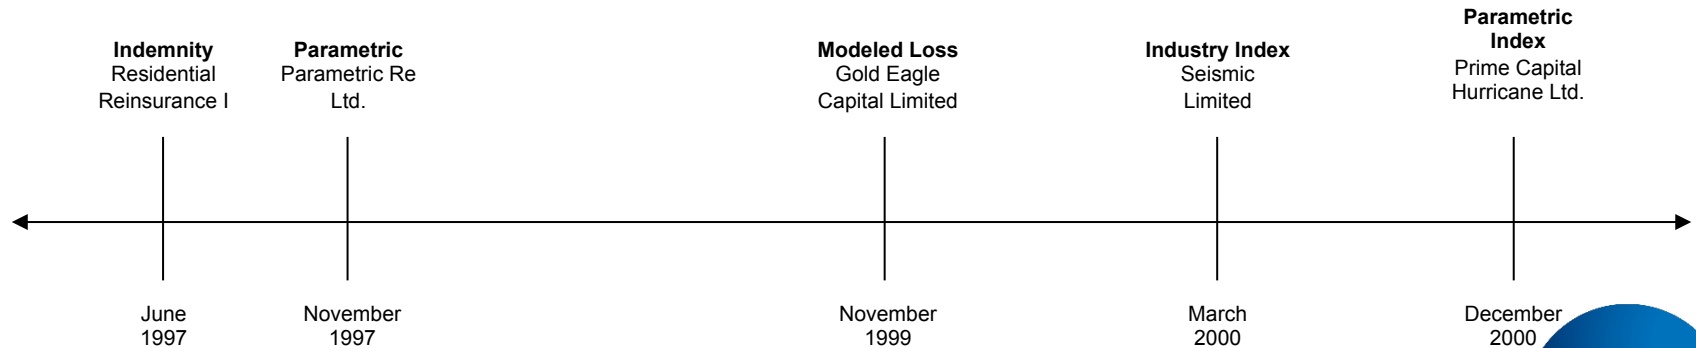 Indemnity
Residential
Reinsurance I
Parametric
Parametric Re
Ltd.
Modeled Loss
Gold Eagle
Capital Limited
Industry Index
Seismic
Limited
Parametric
Index
Prime Capital
Hurricane Ltd.
June
1997
November
1997
November
1999
March
2000
December
2000